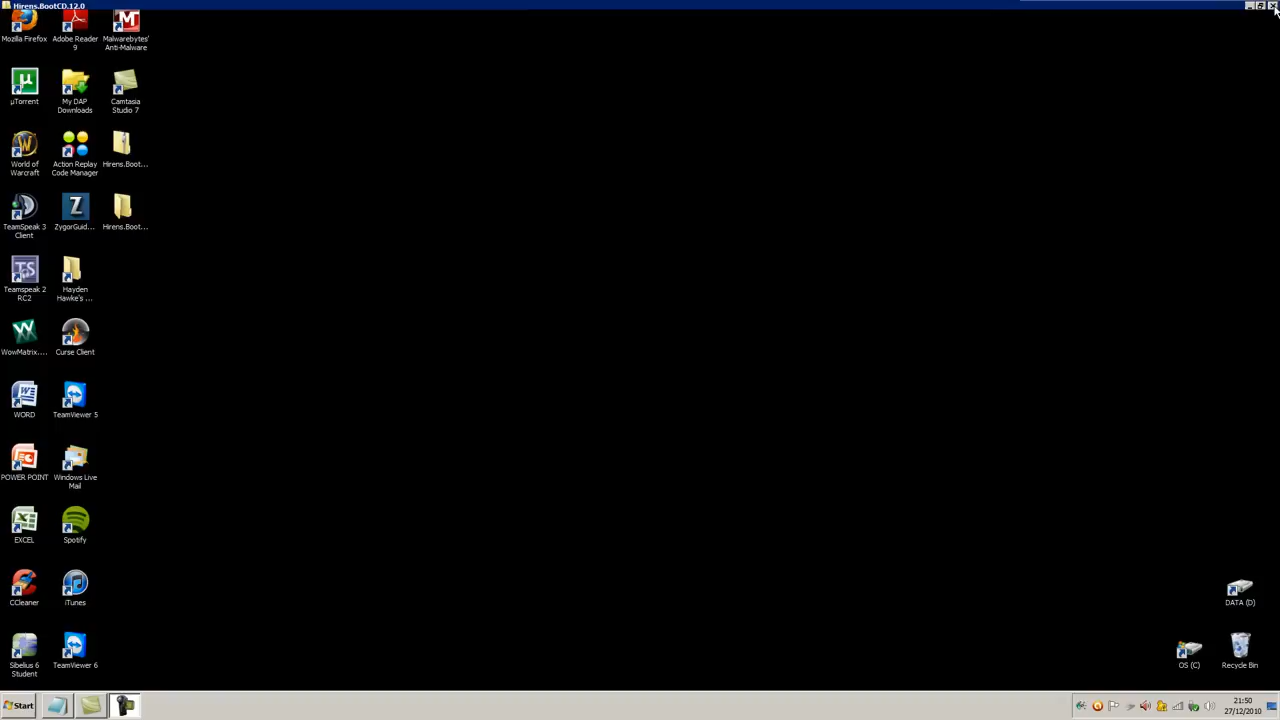 Hirens.BootCD.12.0
Mozilla Firefox
Adobe Reader
9
Malwarebytes'
Anti-Malware
µTorrent
My DAP
Downloads
Camtasia
Studio 7
World of
Warcraft
Action Replay
Code Manager
Hirens.Boot...
TeamSpeak 3
Client
ZygorGuid...
Hirens.Boot...
Teamspeak 2
RC2
Hayden
Hawke's ...
WowMatrix....
Curse Client
WORD
TeamViewer 5
POWER POINT
Windows Live
Mail
EXCEL
Spotify
CCleaner
iTunes
DATA (D)
Sibelius 6
Student
TeamViewer 6
OS (C)
Recycle Bin
Start
21:50
27/12/2010